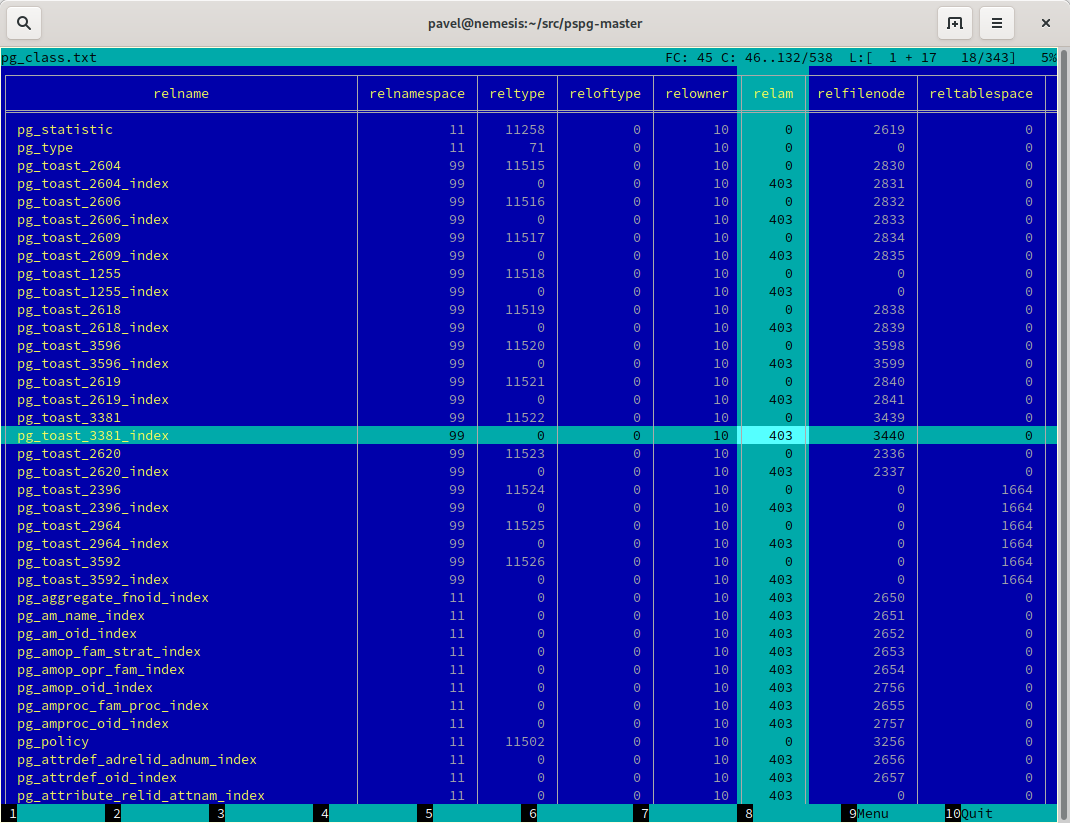 pavel@nemesis:~/src/pspg-master
pg_class.txt FC: 45 C: 46..132/538 L:[ 1 + 17 18/343] 5%
relname relnamespace reltype reloftype relowner relam relfilenode reltablespace
pg_statistic 11 11258 0 10 0 2619 0
pg_type 11 71 0 10 0 0 0
pg_toast_2604 99 11515 0 10 0 2830 0
pg_toast_2604_index 99 0 0 10 403 2831 0
pg_toast_2606 99 11516 0 10 0 2832 0
pg_toast_2606_index 99 0 0 10 403 2833 0
pg_toast_2609 99 11517 0 10 0 2834 0
pg_toast_2609_index 99 0 0 10 403 2835 0
pg_toast_1255 99 11518 0 10 0 0 0
pg_toast_1255_index 99 0 0 10 403 0 0
pg_toast_2618 99 11519 0 10 0 2838 0
pg_toast_2618_index 99 0 0 10 403 2839 0
pg_toast_3596 99 11520 0 10 0 3598 0
pg_toast_3596_index 99 0 0 10 403 3599 0
pg_toast_2619 99 11521 0 10 0 2840 0
pg_toast_2619_index 99 0 0 10 403 2841 0
pg_toast_3381 99 11522 0 10 0 3439 0
pg_toast_3381_index 99 0 0 10 403 3440 0
pg_toast_2620 99 11523 0 10 0 2336 0
pg_toast_2620_index 99 0 0 10 403 2337 0
pg_toast_2396 99 11524 0 10 0 0 1664
pg_toast_2396_index 99 0 0 10 403 0 1664
pg_toast_2964 99 11525 0 10 0 0 1664
pg_toast_2964_index 99 0 0 10 403 0 1664
pg_toast_3592 99 11526 0 10 0 0 1664
pg_toast_3592_index 99 0 0 10 403 0 1664
pg_aggregate_fnoid_index 11 0 0 10 403 2650 0
pg_am_name_index 11 0 0 10 403 2651 0
pg_am_oid_index 11 0 0 10 403 2652 0
pg_amop_fam_strat_index 11 0 0 10 403 2653 0
pg_amop_opr_fam_index 11 0 0 10 403 2654 0
pg_amop_oid_index 11 0 0 10 403 2756 0
pg_amproc_fam_proc_index 11 0 0 10 403 2655 0
pg_amproc_oid_index 11 0 0 10 403 2757 0
pg_policy 11 11502 0 10 0 3256 0
pg_attrdef_adrelid_adnum_index 11 0 0 10 403 2656 0
pg_attrdef_oid_index 11 0 0 10 403 2657 0
pg_attribute_relid_attnam_index 11 0 0 10 403 0 0
1 2 3 4 5 6 7 8 9Menu 10Quit